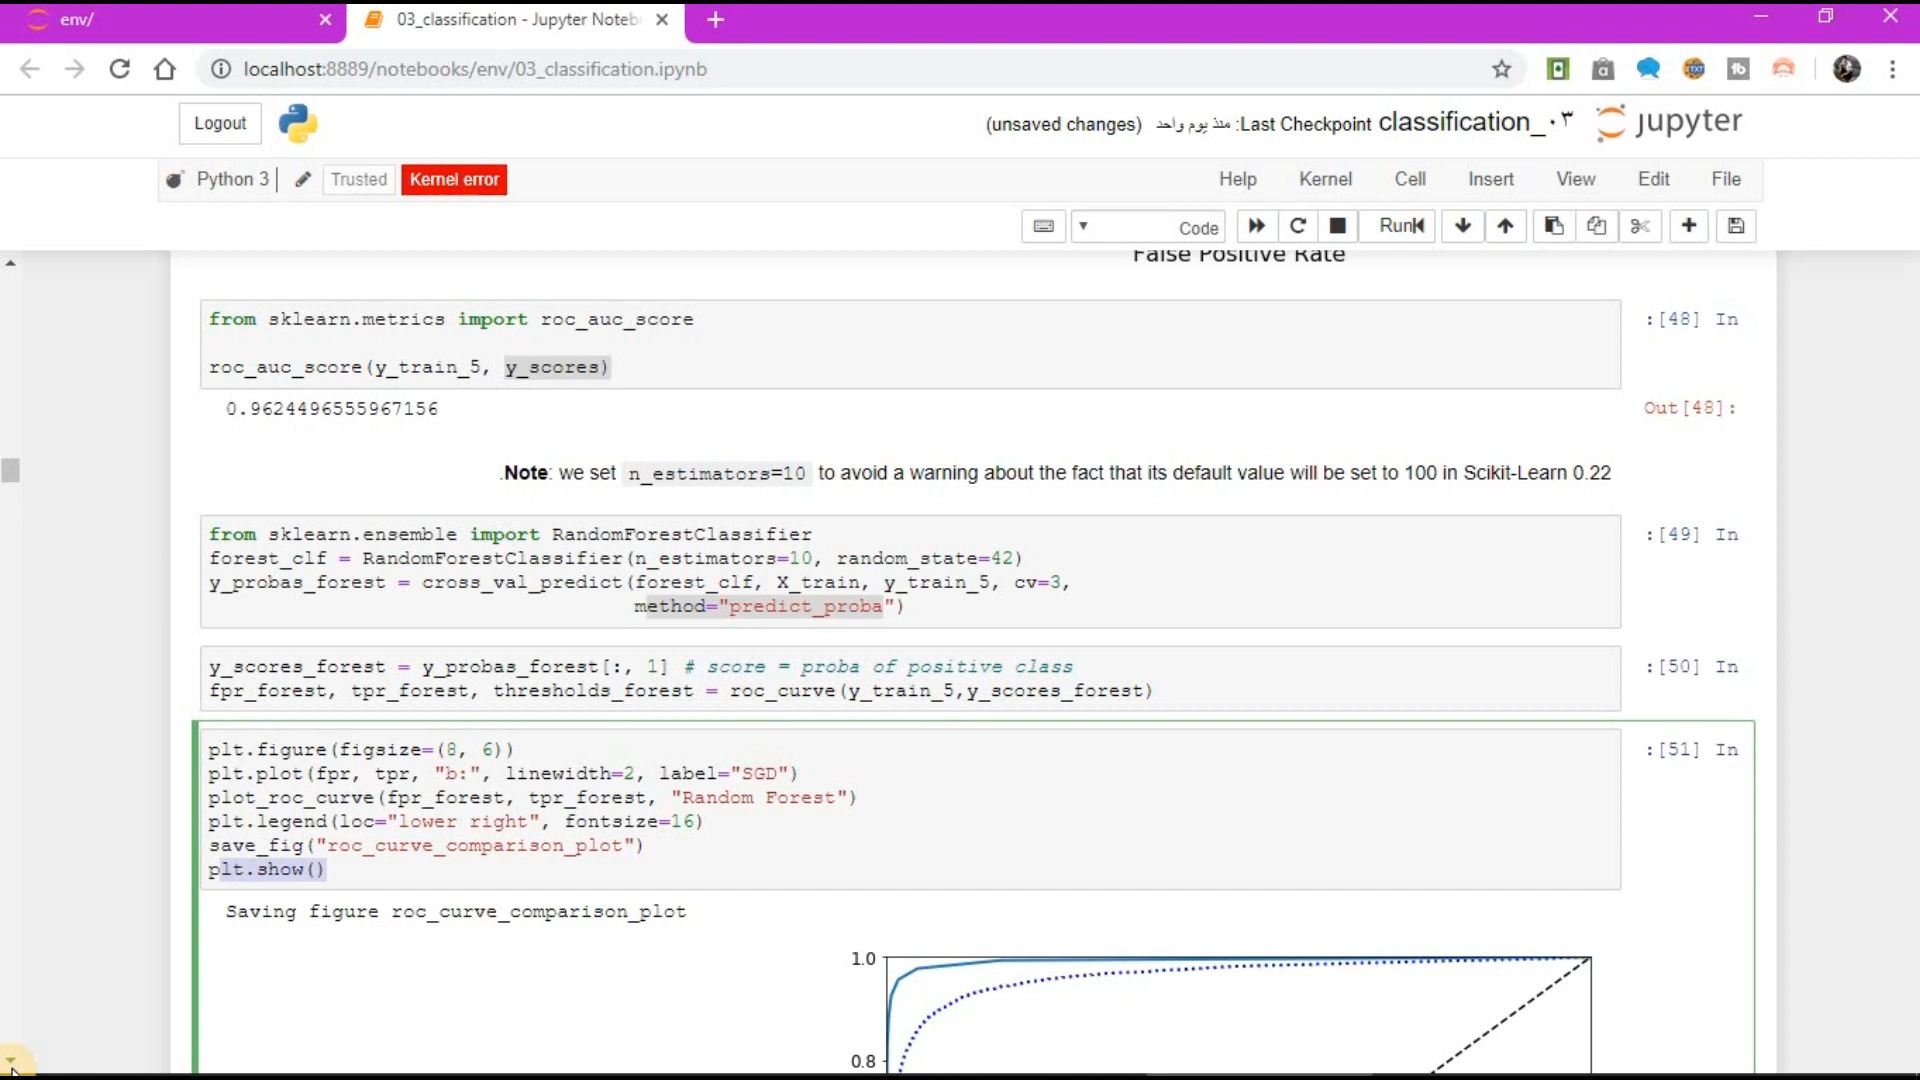 env/
03_classification - Jupyter Noteb
localhost:8889/notebooks/env/03_classification.ipynb
Logout
(unsaved changes) منذ يوم واحد :Last Checkpoint classification_٠٣ jupyter
Python 3 Trusted Kernel error Help Kernel Cell Insert View Edit File
Code Run
False Positive Rate
from sklearn.metrics import roc_auc_score :[48] In
roc_auc_score(y_train_5, y_scores)
0.9624496555967156 Out[48]:
.Note: we set n_estimators=10 to avoid a warning about the fact that its default value will be set to 100 in Scikit-Learn 0.22
from sklearn.ensemble import RandomForestClassifier :[49] In
forest_clf = RandomForestClassifier(n_estimators=10, random_state=42)
y_probas_forest = cross_val_predict(forest_clf, X_train, y_train_5, cv=3,
method="predict_proba")
y_scores_forest = y_probas_forest[:, 1] # score = proba of positive class :[50] In
fpr_forest, tpr_forest, thresholds_forest = roc_curve(y_train_5,y_scores_forest)
plt.figure(figsize=(8, 6)) :[51] In
plt.plot(fpr, tpr, "b:", linewidth=2, label="SGD")
plot_roc_curve(fpr_forest, tpr_forest, "Random Forest")
plt.legend(loc="lower right", fontsize=16)
save_fig("roc_curve_comparison_plot")
plt.show()
Saving figure roc_curve_comparison_plot
1.0
0.8